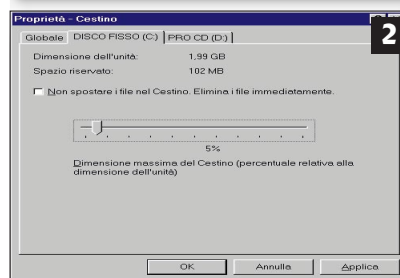 Proprietà - Cestino
2
Globale DISCO FISSO (C:) PRO CD (D:)
Dimensione dell'unità: 1,99 GB
Spazio riservato: 102 MB
Non spostare i file nel Cestino. Elimina i file immediatamente.
5%
Dimensione massima del Cestino (percentuale relativa alla
dimensione dell'unità)
OK Annulla Applica